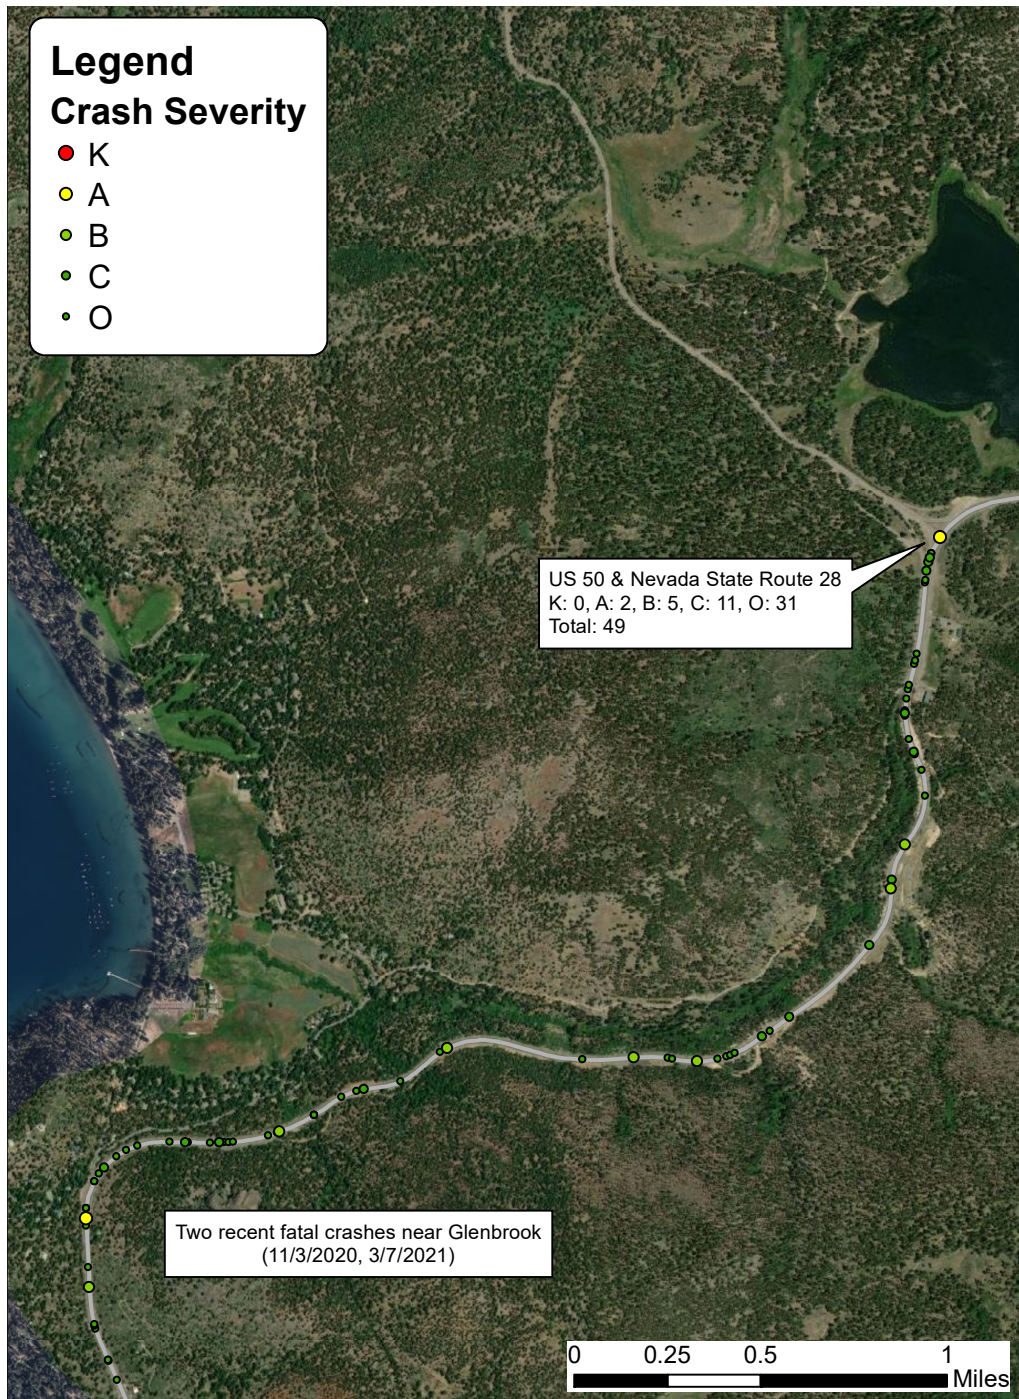 Legend
Crash Severity
K
A
B
C
O
US 50 & Nevada State Route 28
K: 0, A: 2, B: 5, C: 11, O: 31
Total: 49
Two recent fatal crashes near Glenbrook
(11/3/2020, 3/7/2021)
0 0.25 0.5 1
Miles